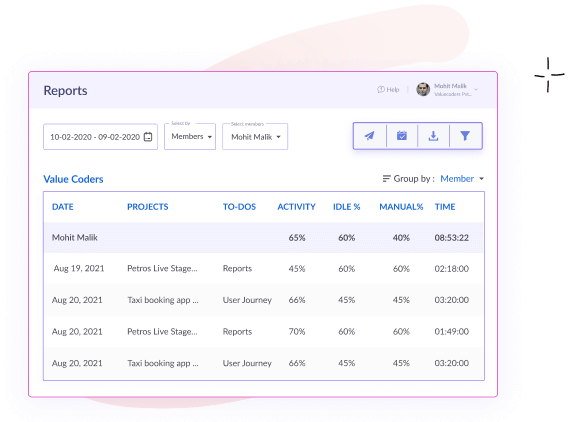 Reports
Help
Mohit Malik
Valuecoders Pvt...
Select by
Select members
10-02-2020 - 09-02-2020
Members
Mohit Malik
Value Coders
Group by : Member
DATE PROJECTS TO-DOS ACTIVITY IDLE % MANUAL% TIME
Mohit Malik 65% 60% 40% 08:53:22
Aug 19, 2021 Petros Live Stage... Reports 45% 60% 60% 02:18:00
Aug 20, 2021 Taxi booking app ... User Journey 66% 45% 45% 03:20:00
Aug 20, 2021 Petros Live Stage... Reports 70% 60% 60% 01:49:00
Aug 20, 2021 Taxi booking app ... User Journey 66% 45% 45% 03:20:00